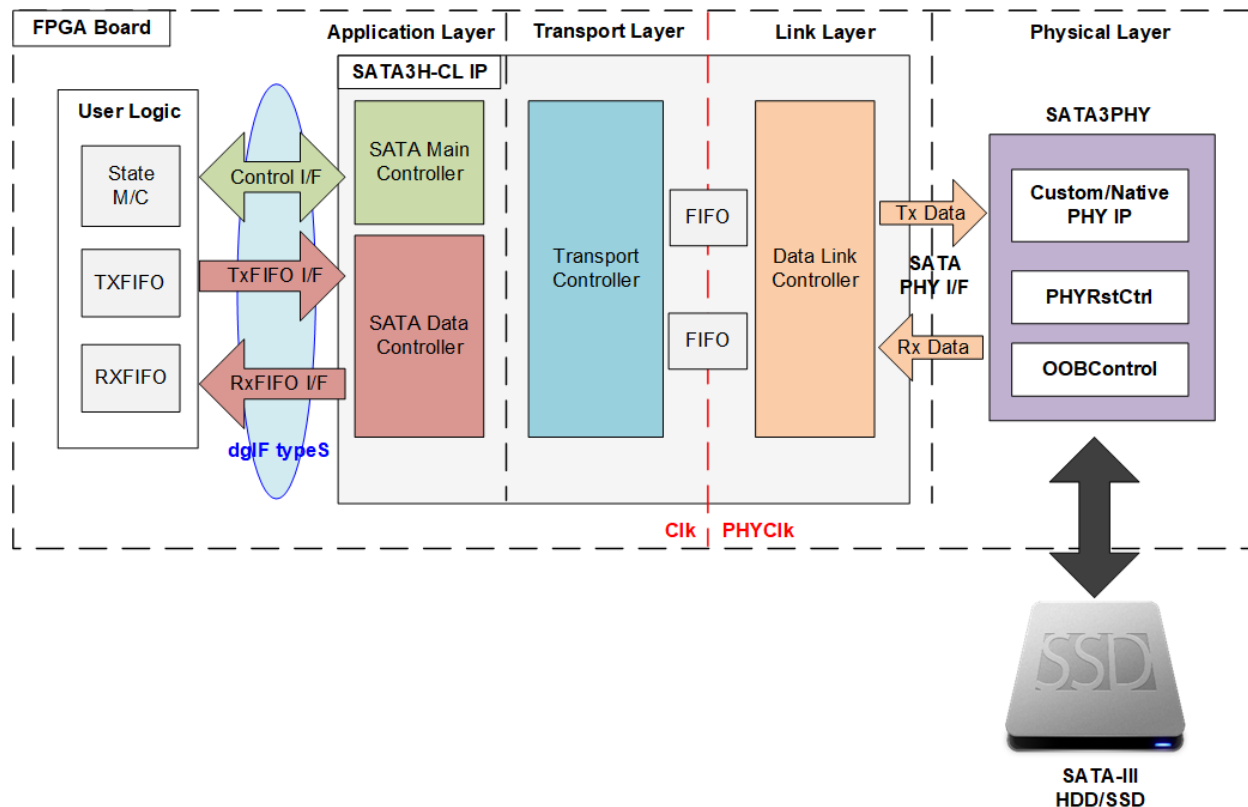 FPGA Board
Application Layer
Transport Layer
Link Layer
Physical Layer
SATA3H-CL IP
User Logic
State
M/C
TXFIFO
RXFIFO
Control I/F
TxFIFO I/F
RxFIFO I/F
dgIF typeS
SATA Main
Controller
SATA Data
Controller
Transport
Controller
FIFO
FIFO
Data Link
Controller
Tx Data
SATA
PHY I/F
Rx Data
SATA3PHY
Custom/Native
PHY IP
PHYRstCtrl
OOBControl
Clk
PHYClk
SSD
SATA-III
HDD/SSD